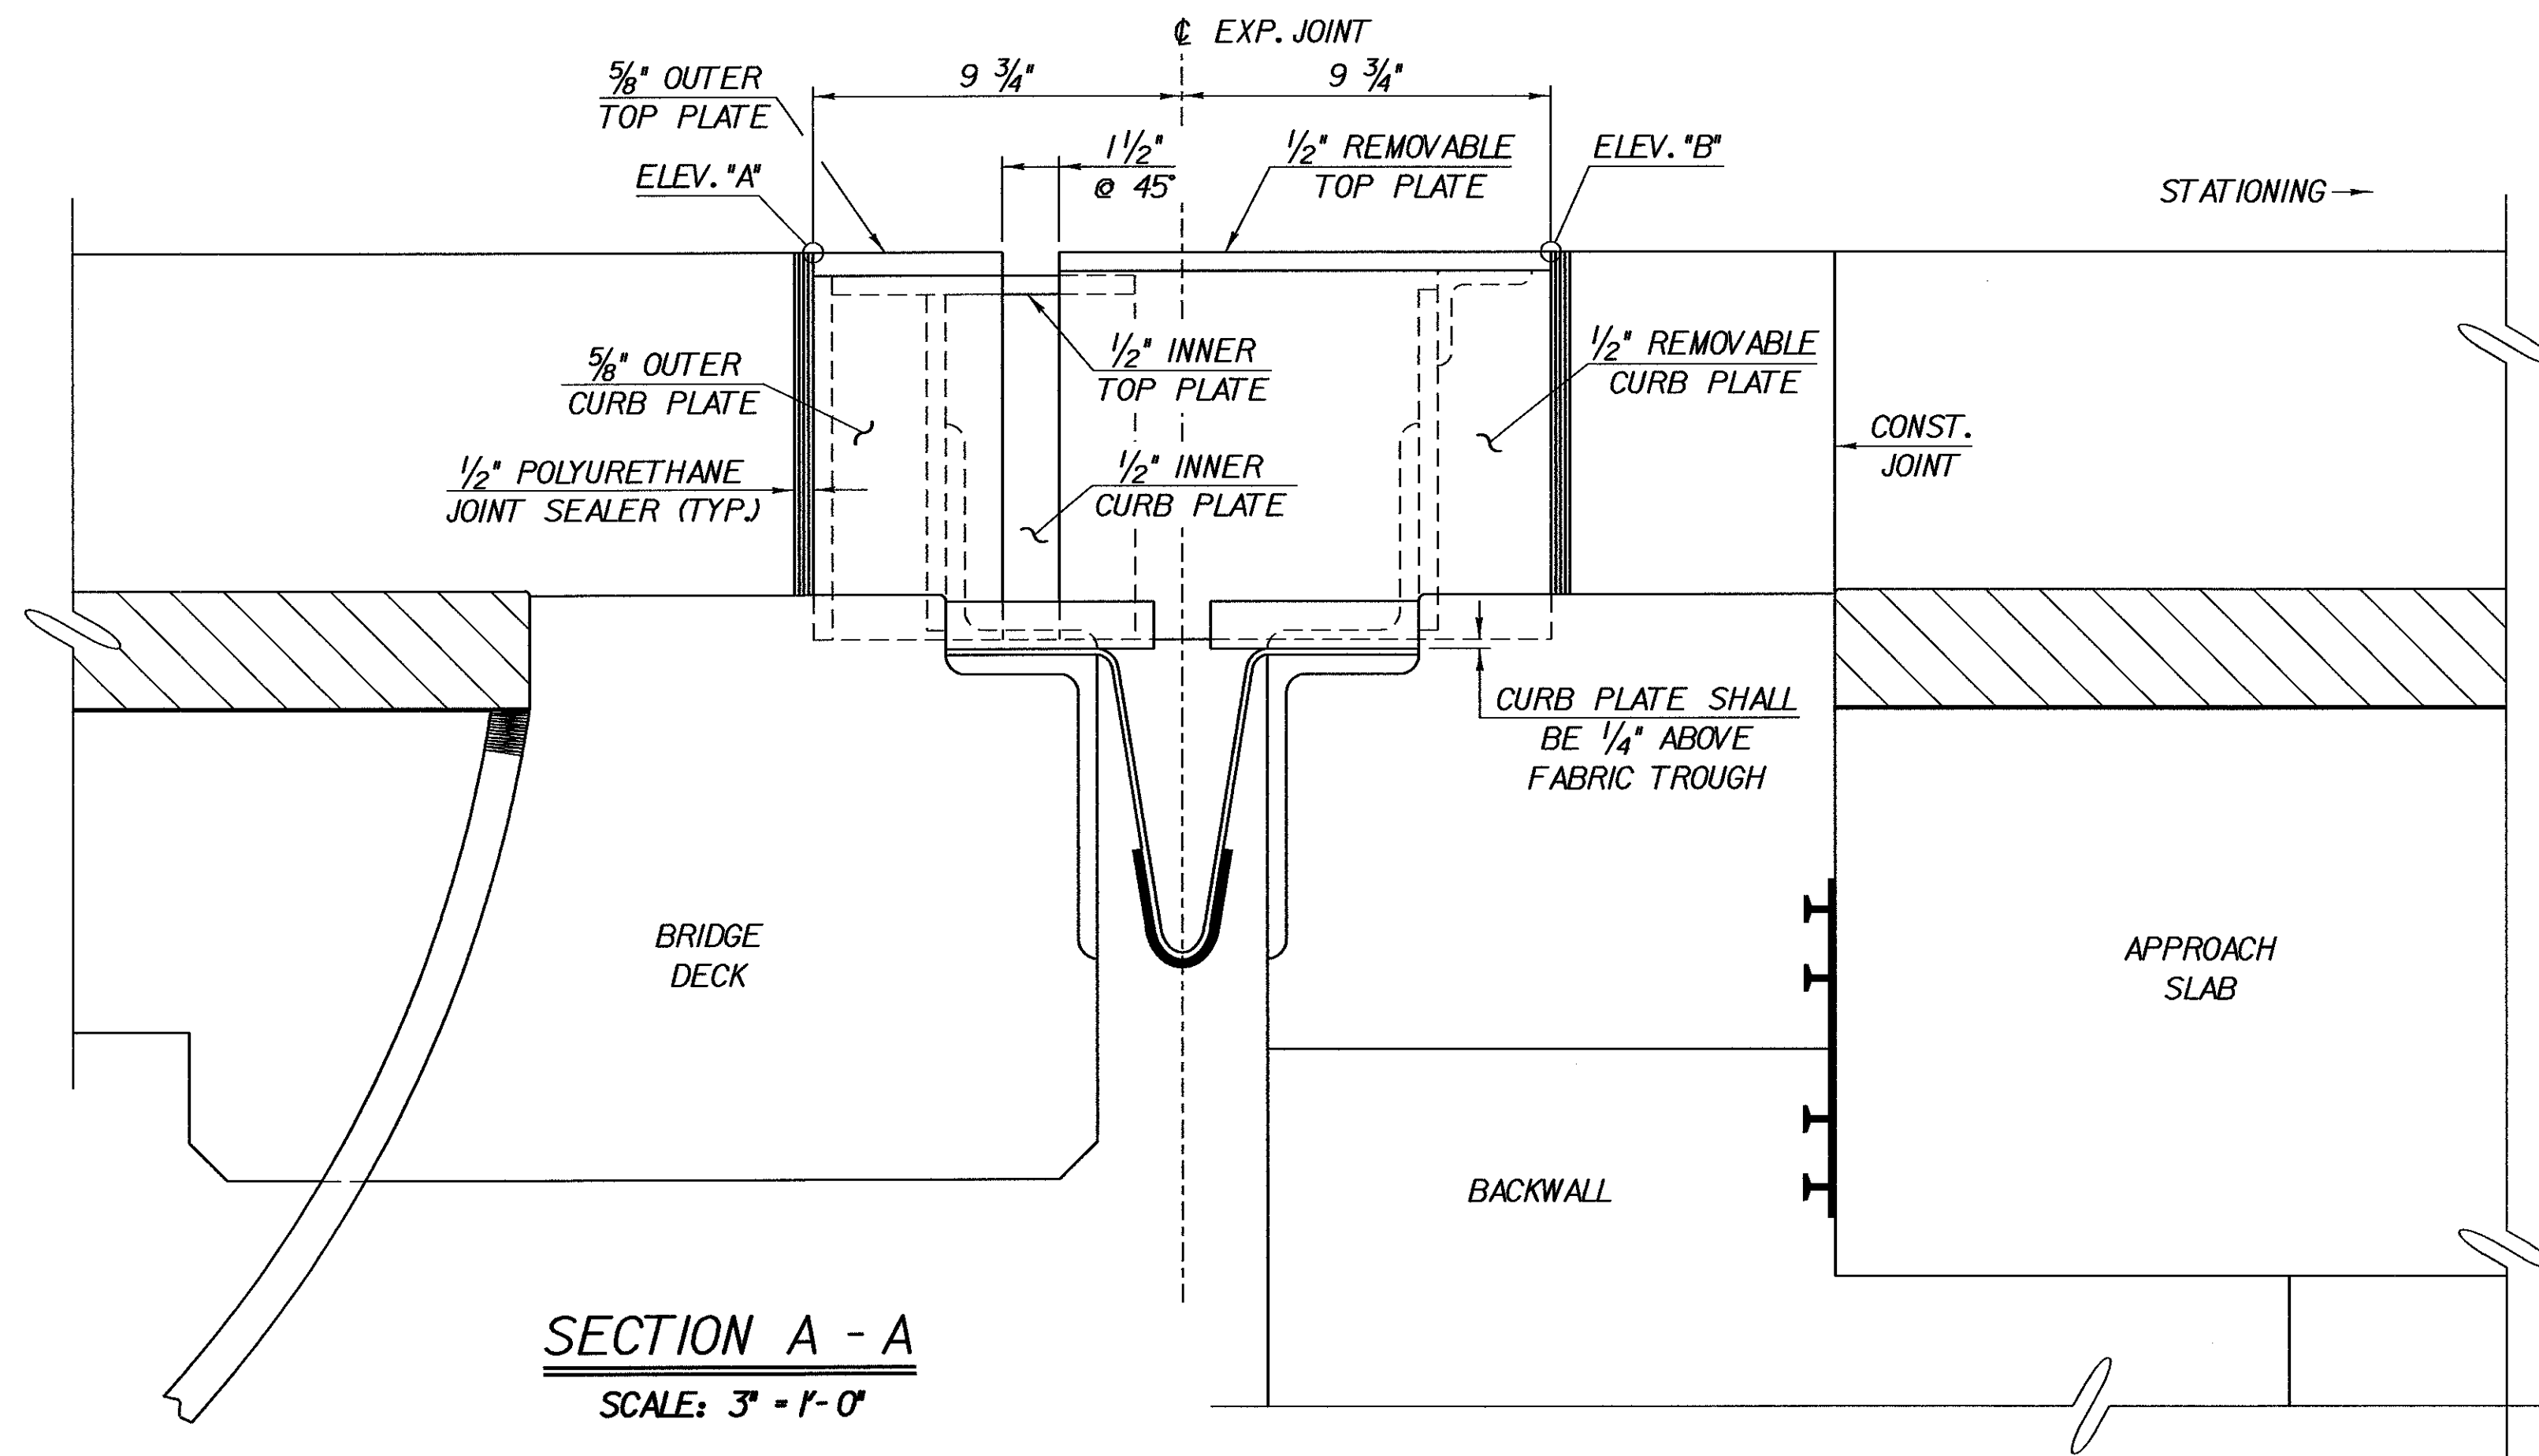 ℄ EXP. JOINT
5/8" OUTER
TOP PLATE
9 3/4"
9 3/4"
ELEV. "A"
1 1/2"
@ 45°
1/2" REMOVABLE
TOP PLATE
ELEV. "B"
STATIONING
5/8" OUTER
CURB PLATE
1/2" INNER
TOP PLATE
1/2" REMOVABLE
CURB PLATE
1/2" POLYURETHANE
JOINT SEALER (TYP.)
1/2" INNER
CURB PLATE
CONST.
JOINT
CURB PLATE SHALL
BE 1/4" ABOVE
FABRIC TROUGH
BRIDGE
DECK
APPROACH
SLAB
BACKWALL
SECTION A - A
SCALE: 3" = 1'-0"